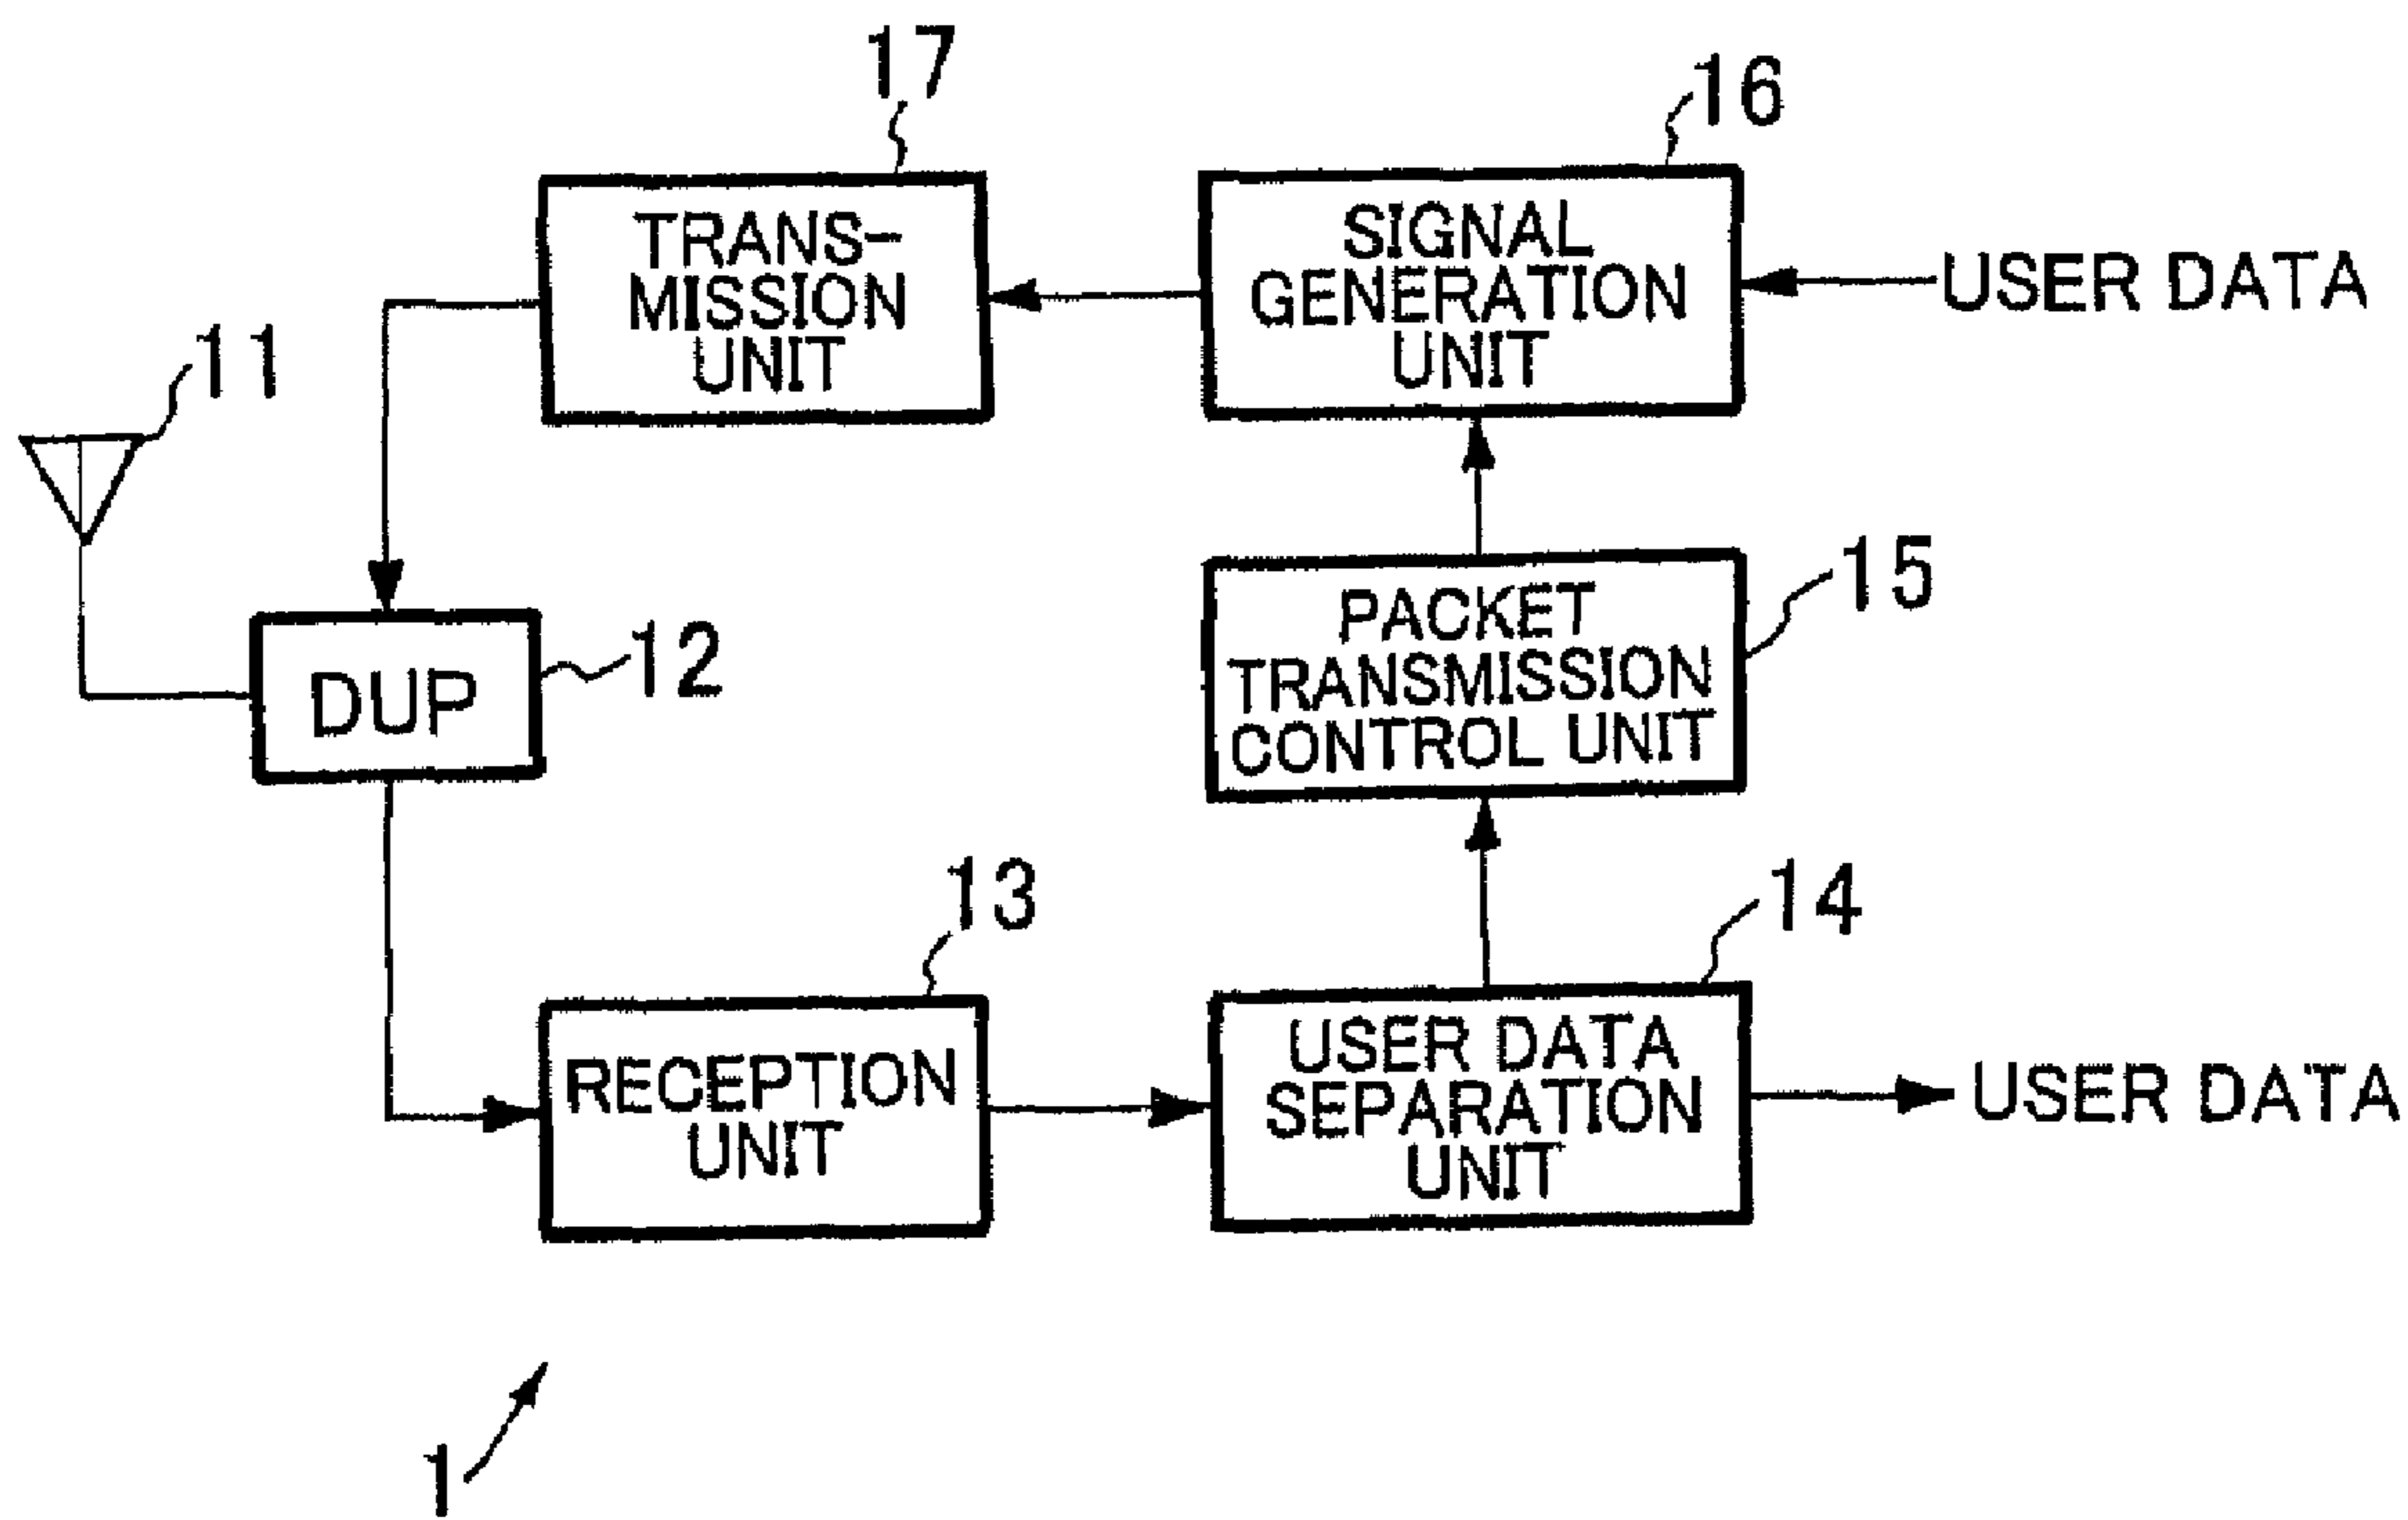 17
16
TRANS-
MISSION
UNIT
SIGNAL
GENERATION
UNIT
USER DATA
11
15
PACKET
TRANSMISSION
CONTROL UNIT
12
DUP
13
14
RECEPTION
UNIT
USER DATA
SEPARATION
UNIT
USER DATA
1